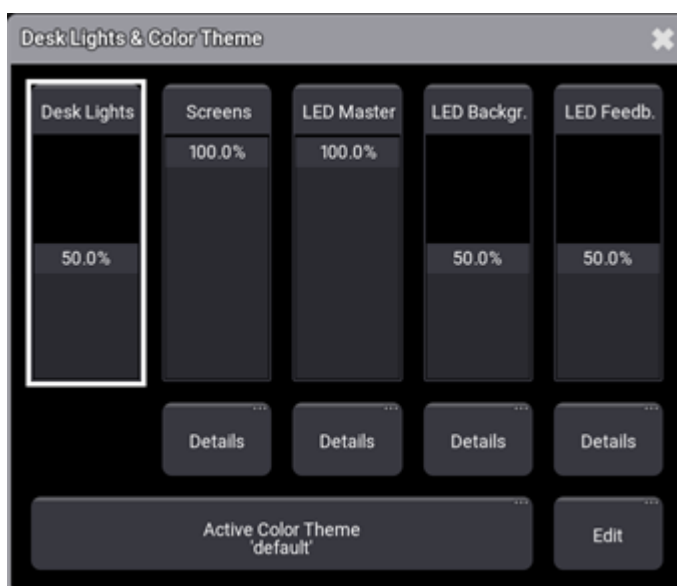 Desk Lights & Color Theme
Desk Lights Screens LED Master LED Backgr. LED Feedb.
100.0% 100.0%
50.0% 50.0% 50.0%
Details Details Details Details
Active Color Theme
'default'
Edit